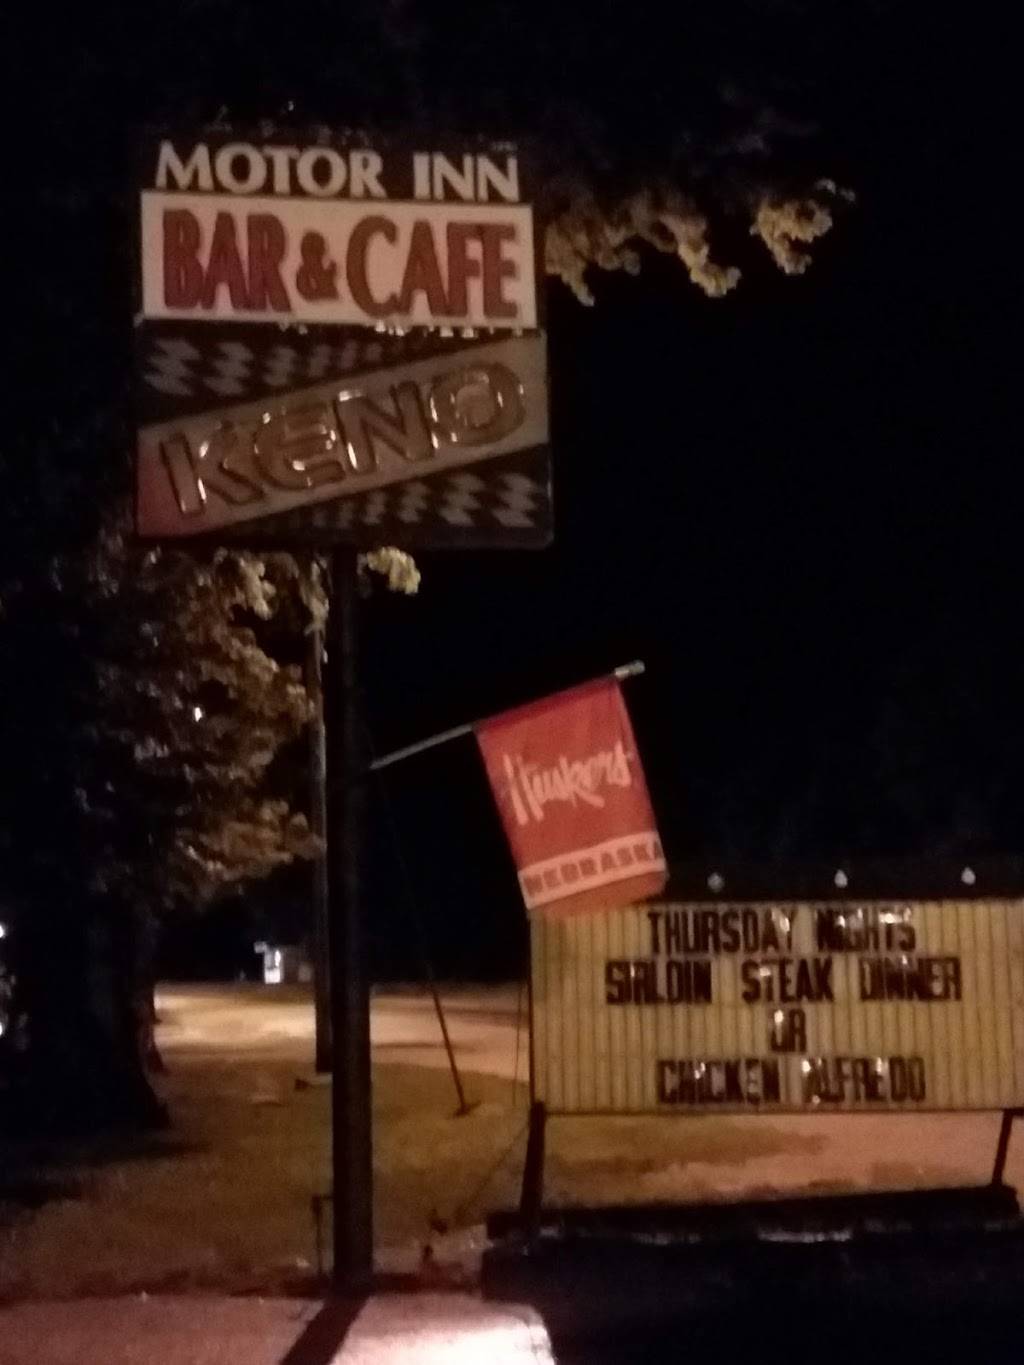 MOTOR INN
BAR & CAFE
KENO
Huskers
NEBRASKA
THURSDAY NIGHTS
SIRLOIN STEAK DINNER
OR
CHICKEN ALFREDO